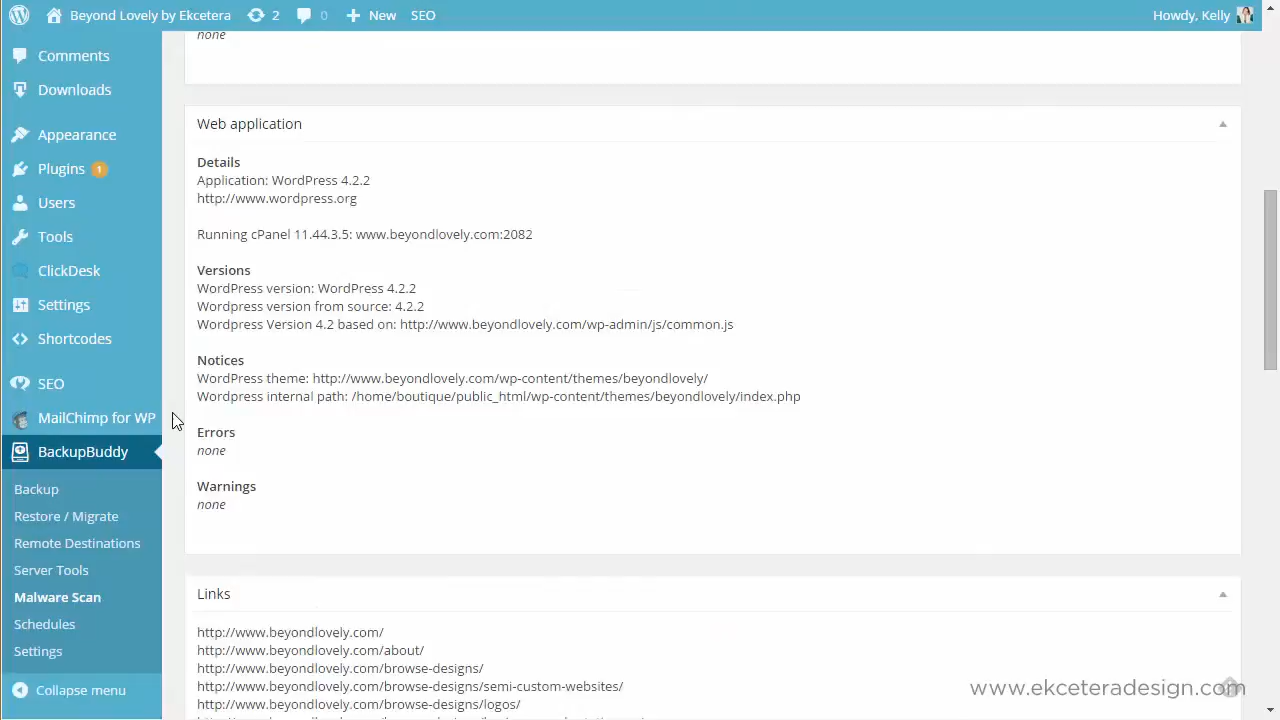 Beyond Lovely by Ekcetera 2 0 New SEO Howdy, Kelly
Comments
Downloads
Appearance
Plugins 1
Users
Tools
ClickDesk
Settings
Shortcodes
SEO
MailChimp for WP
BackupBuddy
Backup
Restore / Migrate
Remote Destinations
Server Tools
Malware Scan
Schedules
Settings
Collapse menu
none
Web application
Details
Application: WordPress 4.2.2
http://www.wordpress.org
Running cPanel 11.44.3.5: www.beyondlovely.com:2082
Versions
WordPress version: WordPress 4.2.2
Wordpress version from source: 4.2.2
Wordpress Version 4.2 based on: http://www.beyondlovely.com/wp-admin/js/common.js
Notices
WordPress theme: http://www.beyondlovely.com/wp-content/themes/beyondlovely/
Wordpress internal path: /home/boutique/public_html/wp-content/themes/beyondlovely/index.php
Errors
none
Warnings
none
Links
http://www.beyondlovely.com/
http://www.beyondlovely.com/about/
http://www.beyondlovely.com/browse-designs/
http://www.beyondlovely.com/browse-designs/semi-custom-websites/
http://www.beyondlovely.com/browse-designs/logos/
www.ekceteradesign.com